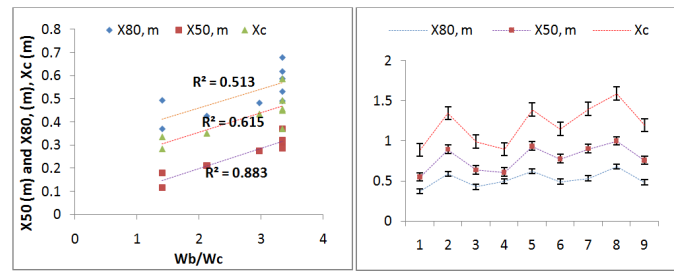 X80, m X50, m Xc
X50 (m) and X80, (m), Xc (m)
0.8
0.7
0.6
0.5
0.4
0.3
0.2
0.1
0
R² = 0.513
R² = 0.615
R² = 0.883
0 1 2 3 4
Wb/Wc
X80, m X50, m Xc
2
1.5
1
0.5
0
1 2 3 4 5 6 7 8 9